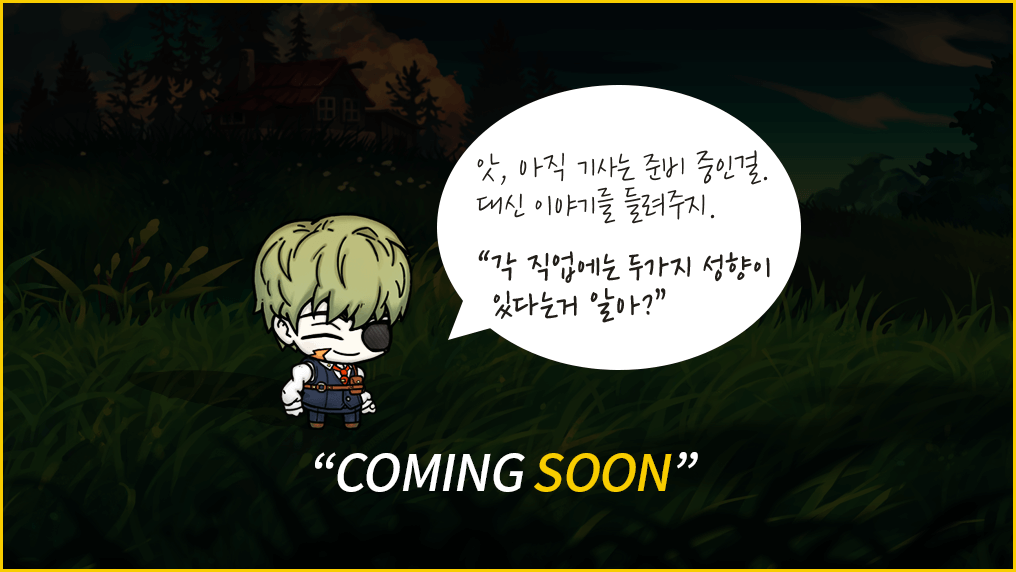 앗, 아직 기사는 준비 중인걸.
대신 이야기를 들려주지.
“각 직업에는 두가지 성향이
있다는거 알아?”
“COMING SOON”